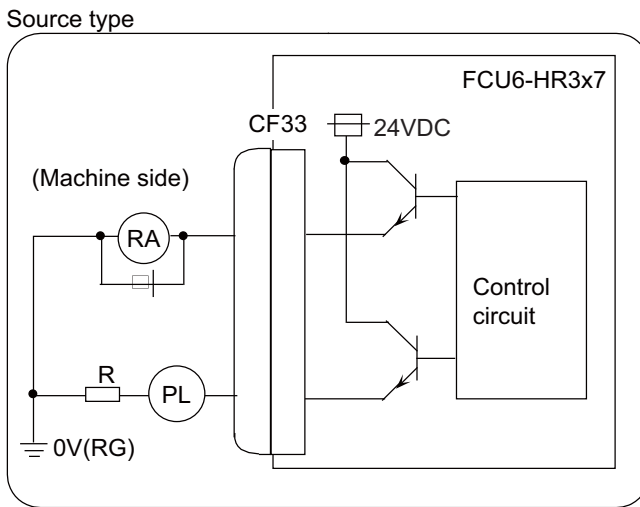 Source type
FCU6-HR3x7
CF33
24VDC
(Machine side)
RA
Control
circuit
R
PL
0V(RG)